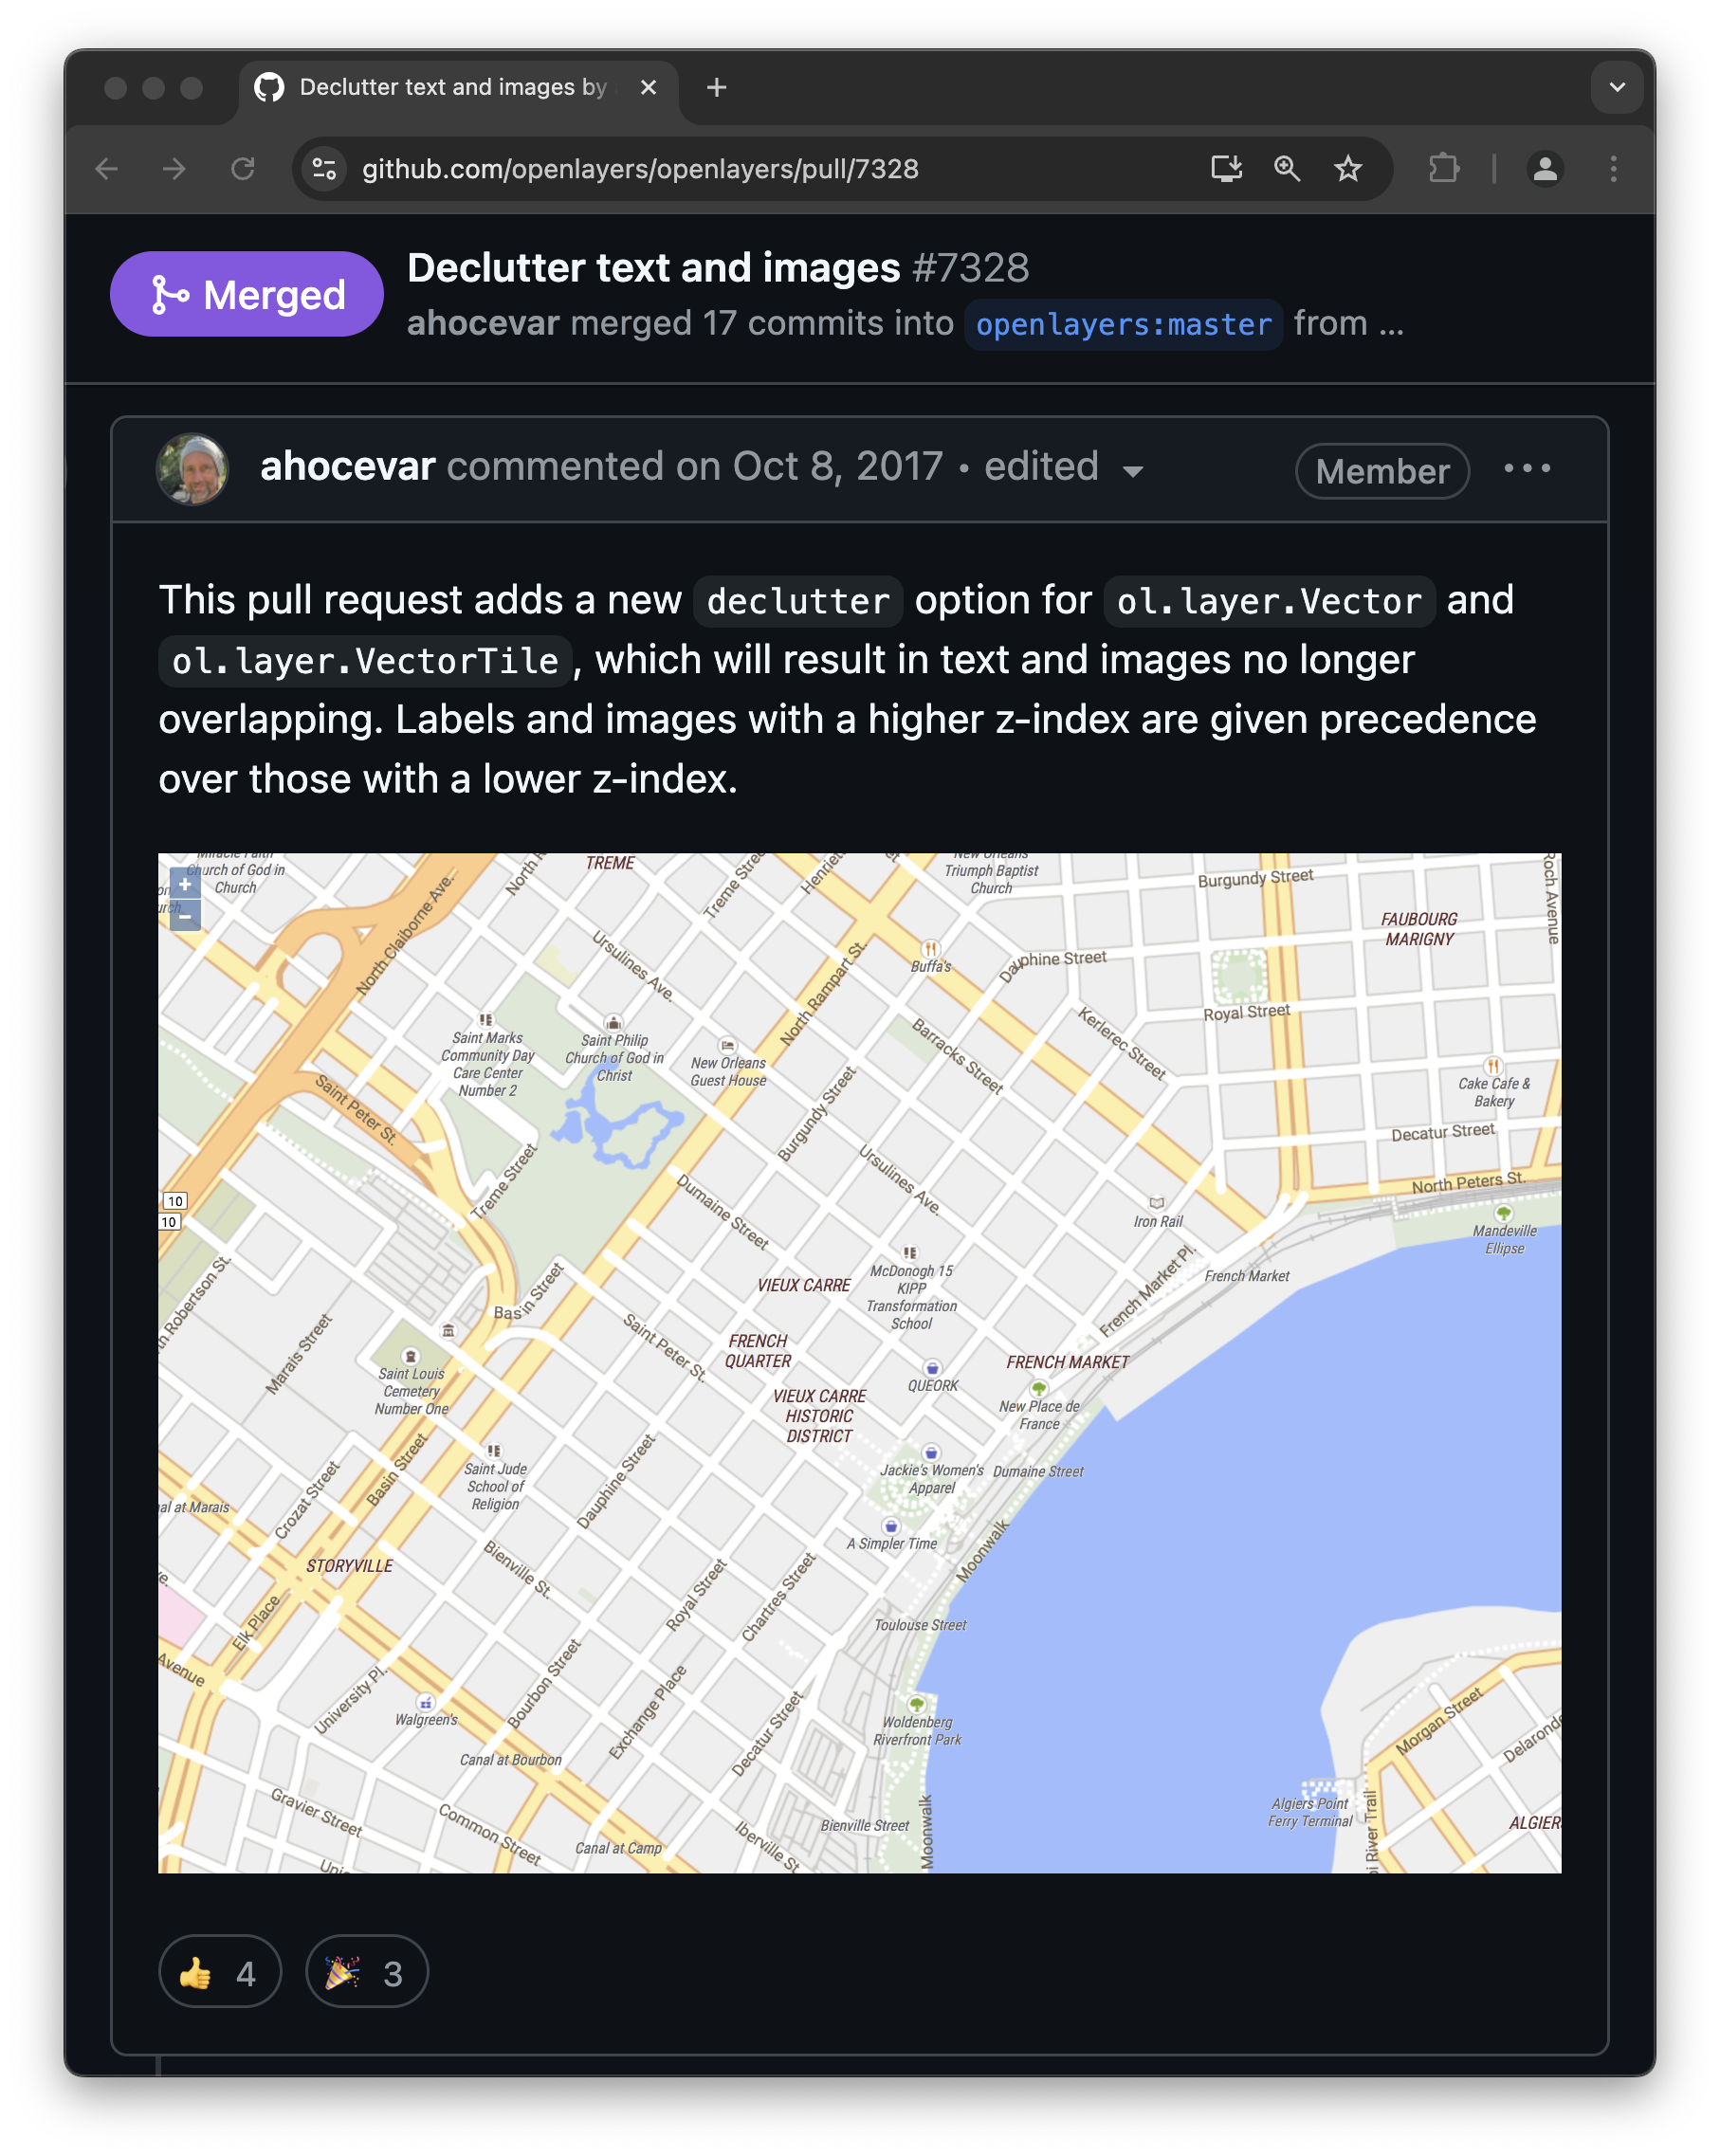 Declutter text and images by
github.com/openlayers/openlayers/pull/7328
Merged
Declutter text and images #7328
ahocevar merged 17 commits into openlayers:master from ...
ahocevar commented on Oct 8, 2017 • edited
Member
This pull request adds a new declutter option for ol.layer.Vector and
ol.layer.VectorTile, which will result in text and images no longer
overlapping. Labels and images with a higher z-index are given precedence
over those with a lower z-index.
Miracle Faith
Church of God in
Church
+
−
TREME
North R
Treme Stree
Henriet
New Orleans
Triumph Baptist
Church
Burgundy Street
Roch Avenue
FAUBOURG
MARIGNY
North Claiborne Ave.
Ursulines Ave.
North Rampart St.
Buffa's
Dauphine Street
Royal Street
Saint Marks
Community Day
Care Center
Number 2
Saint Philip
Church of God in
Christ
New Orleans
Guest House
Barracks Street
Kerlerec Street
Cake Cafe &
Bakery
Saint Peter St.
Burgundy Street
Decatur Street
Treme Street
Dumaine Street
Ursulines Ave.
North Peters St.
10
10
Iron Rail
Mandeville
Ellipse
th Robertson St.
Basin Street
VIEUX CARRE
McDonogh 15
KIPP
Transformation
School
French Market Pl.
French Market
Marais Street
Saint Peter St.
FRENCH
QUARTER
FRENCH MARKET
Saint Louis
Cemetery
Number One
QUEORK
VIEUX CARRE
HISTORIC
DISTRICT
New Place de
France
Basin Street
Saint Jude
School of
Religion
Dauphine Street
Jackie's Women's
Apparel
Dumaine Street
al at Marais
Crozat Street
A Simpler Time
Moonwalk
STORYVILLE
Bienville St.
Royal Street
Chartres Street
Elk Place
Toulouse Street
Avenue
University Pl.
Bourbon Street
Exchange Place
Walgreen's
Decatur Street
Woldenberg
Riverfront Park
Morgan Street
Delaronde
Canal at Bourbon
Gravier Street
Common Street
Canal at Camp
Iberville St.
Bienville Street
Moonwalk
Algiers Point
Ferry Terminal
pi River Trail
ALGIERS
👍 4
🎉 3